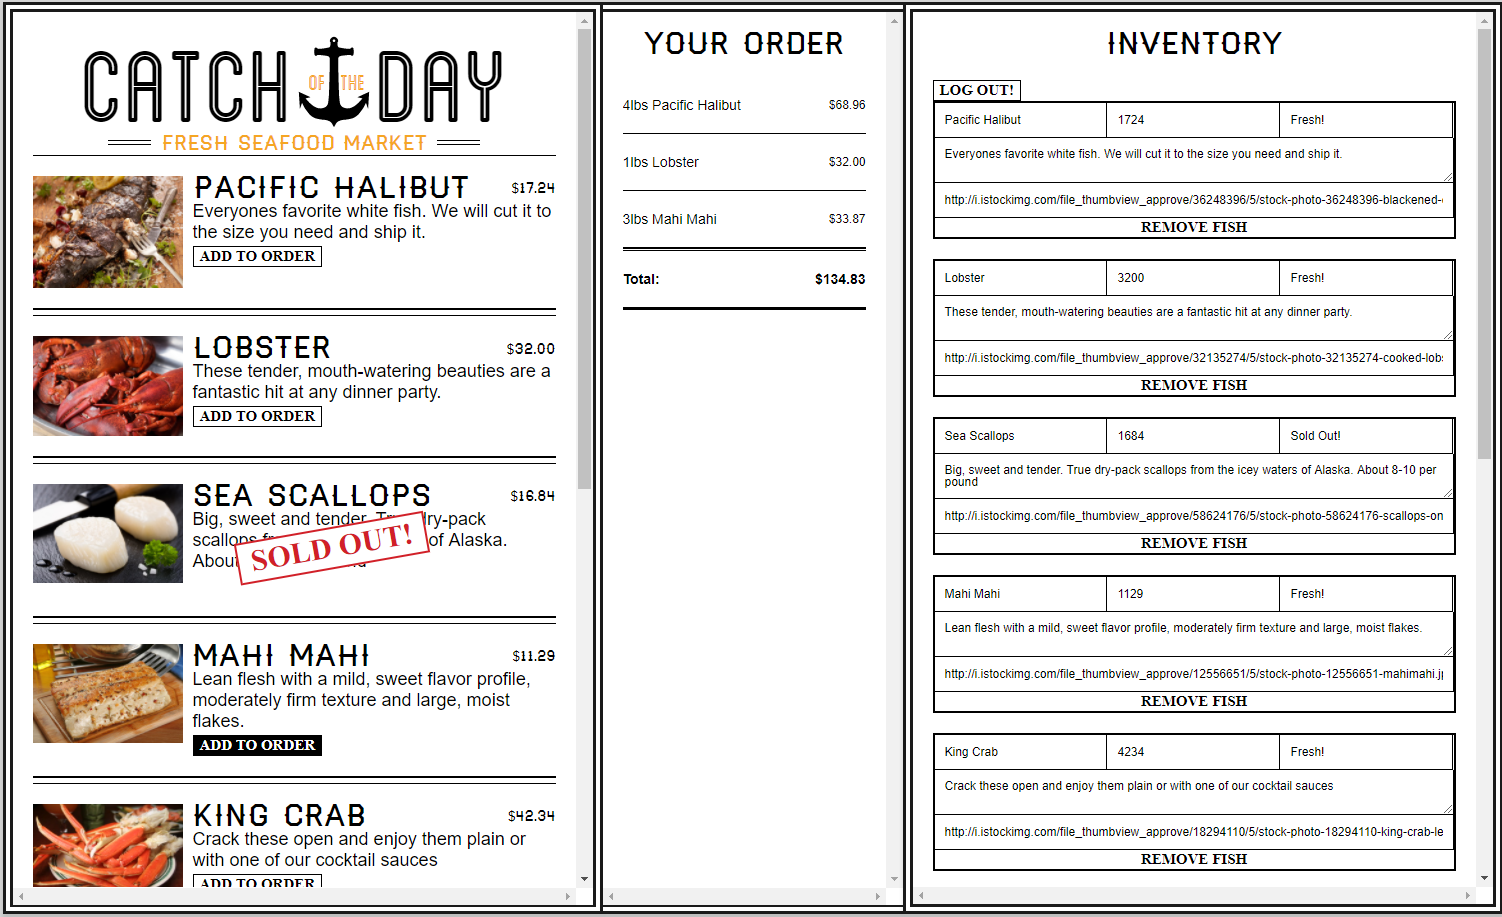 CATCH OF THE DAY
FRESH SEAFOOD MARKET
PACIFIC HALIBUT $17.24
Everyones favorite white fish. We will cut it to
the size you need and ship it.
ADD TO ORDER
LOBSTER $32.00
These tender, mouth-watering beauties are a
fantastic hit at any dinner party.
ADD TO ORDER
SEA SCALLOPS $16.84
Big, sweet and tender. True dry-pack
scallops of Alaska.
About
SOLD OUT!
MAHI MAHI $11.29
Lean flesh with a mild, sweet flavor profile,
moderately firm texture and large, moist
flakes.
ADD TO ORDER
KING CRAB $42.34
Crack these open and enjoy them plain or
with one of our cocktail sauces
ADD TO ORDER
YOUR ORDER
4lbs Pacific Halibut $68.96
1lbs Lobster $32.00
3lbs Mahi Mahi $33.87
Total: $134.83
INVENTORY
LOG OUT!
Pacific Halibut 1724 Fresh!
Everyones favorite white fish. We will cut it to the size you need and ship it.
http://i.istockimg.com/file_thumbview_approve/36248396/5/stock-photo-36248396-blackened-
REMOVE FISH
Lobster 3200 Fresh!
These tender, mouth-watering beauties are a fantastic hit at any dinner party.
http://i.istockimg.com/file_thumbview_approve/32135274/5/stock-photo-32135274-cooked-lob
REMOVE FISH
Sea Scallops 1684 Sold Out!
Big, sweet and tender. True dry-pack scallops from the icey waters of Alaska. About 8-10 per
pound
http://i.istockimg.com/file_thumbview_approve/58624176/5/stock-photo-58624176-scallops-on
REMOVE FISH
Mahi Mahi 1129 Fresh!
Lean flesh with a mild, sweet flavor profile, moderately firm texture and large, moist flakes.
http://i.istockimg.com/file_thumbview_approve/12556651/5/stock-photo-12556651-mahimahi.j
REMOVE FISH
King Crab 4234 Fresh!
Crack these open and enjoy them plain or with one of our cocktail sauces
http://i.istockimg.com/file_thumbview_approve/18294110/5/stock-photo-18294110-king-crab-le
REMOVE FISH